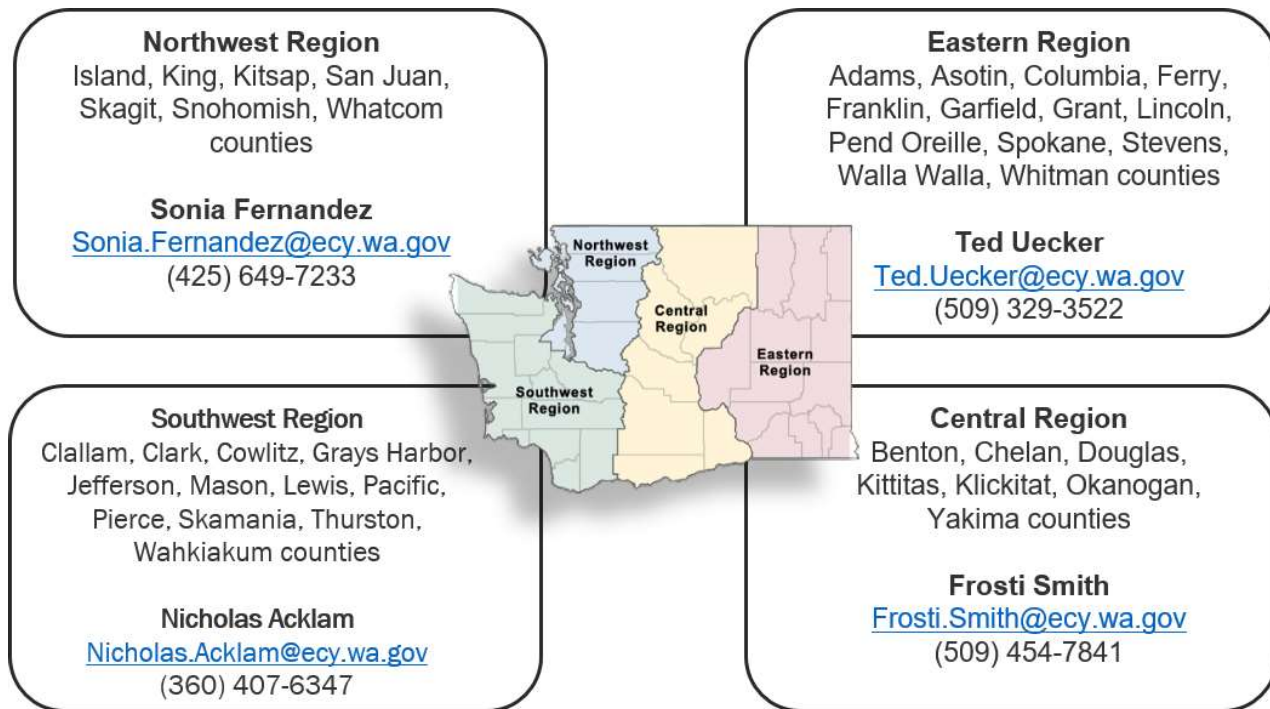 Northwest Region
Island, King, Kitsap, San Juan,
Skagit, Snohomish, Whatcom
counties
Sonia Fernandez
Sonia.Fernandez@ecy.wa.gov
(425) 649-7233
Eastern Region
Adams, Asotin, Columbia, Ferry,
Franklin, Garfield, Grant, Lincoln,
Pend Oreille, Spokane, Stevens,
Walla Walla, Whitman counties
Ted Uecker
Ted.Uecker@ecy.wa.gov
(509) 329-3522
Northwest
Region
Central
Region
Eastern
Region
Southwest
Region
Southwest Region
Clallam, Clark, Cowlitz, Grays Harbor,
Jefferson, Mason, Lewis, Pacific,
Pierce, Skamania, Thurston,
Wahkiakum counties
Nicholas Acklam
Nicholas.Acklam@ecy.wa.gov
(360) 407-6347
Central Region
Benton, Chelan, Douglas,
Kittitas, Klickitat, Okanogan,
Yakima counties
Frosti Smith
Frosti.Smith@ecy.wa.gov
(509) 454-7841